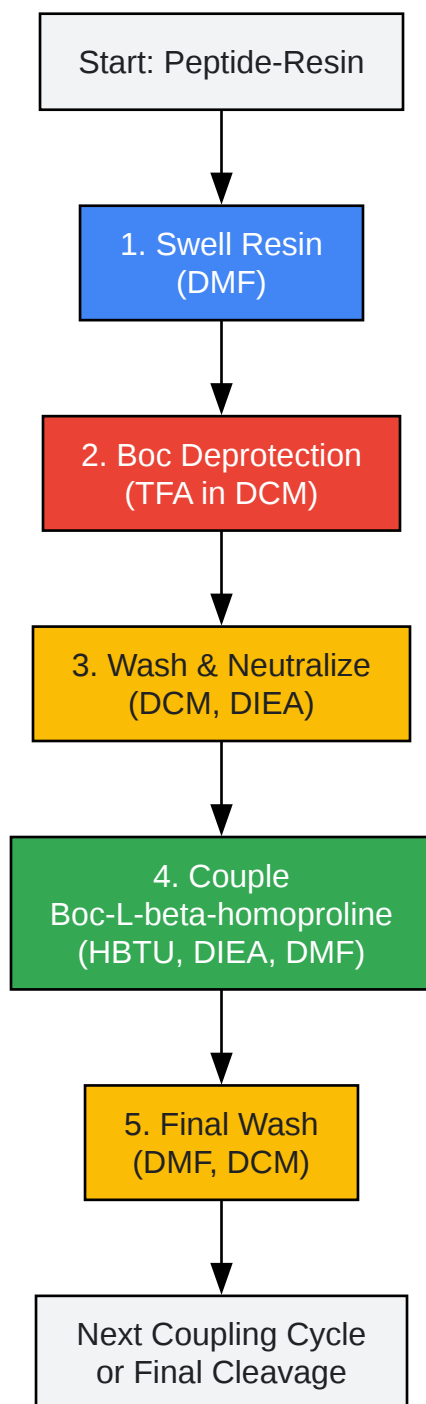 Start: Peptide-Resin
1. Swell Resin
(DMF)
2. Boc Deprotection
(TFA in DCM)
3. Wash & Neutralize
(DCM, DIEA)
4. Couple
Boc-L-beta-homoproline
(HBTU, DIEA, DMF)
5. Final Wash
(DMF, DCM)
Next Coupling Cycle
or Final Cleavage